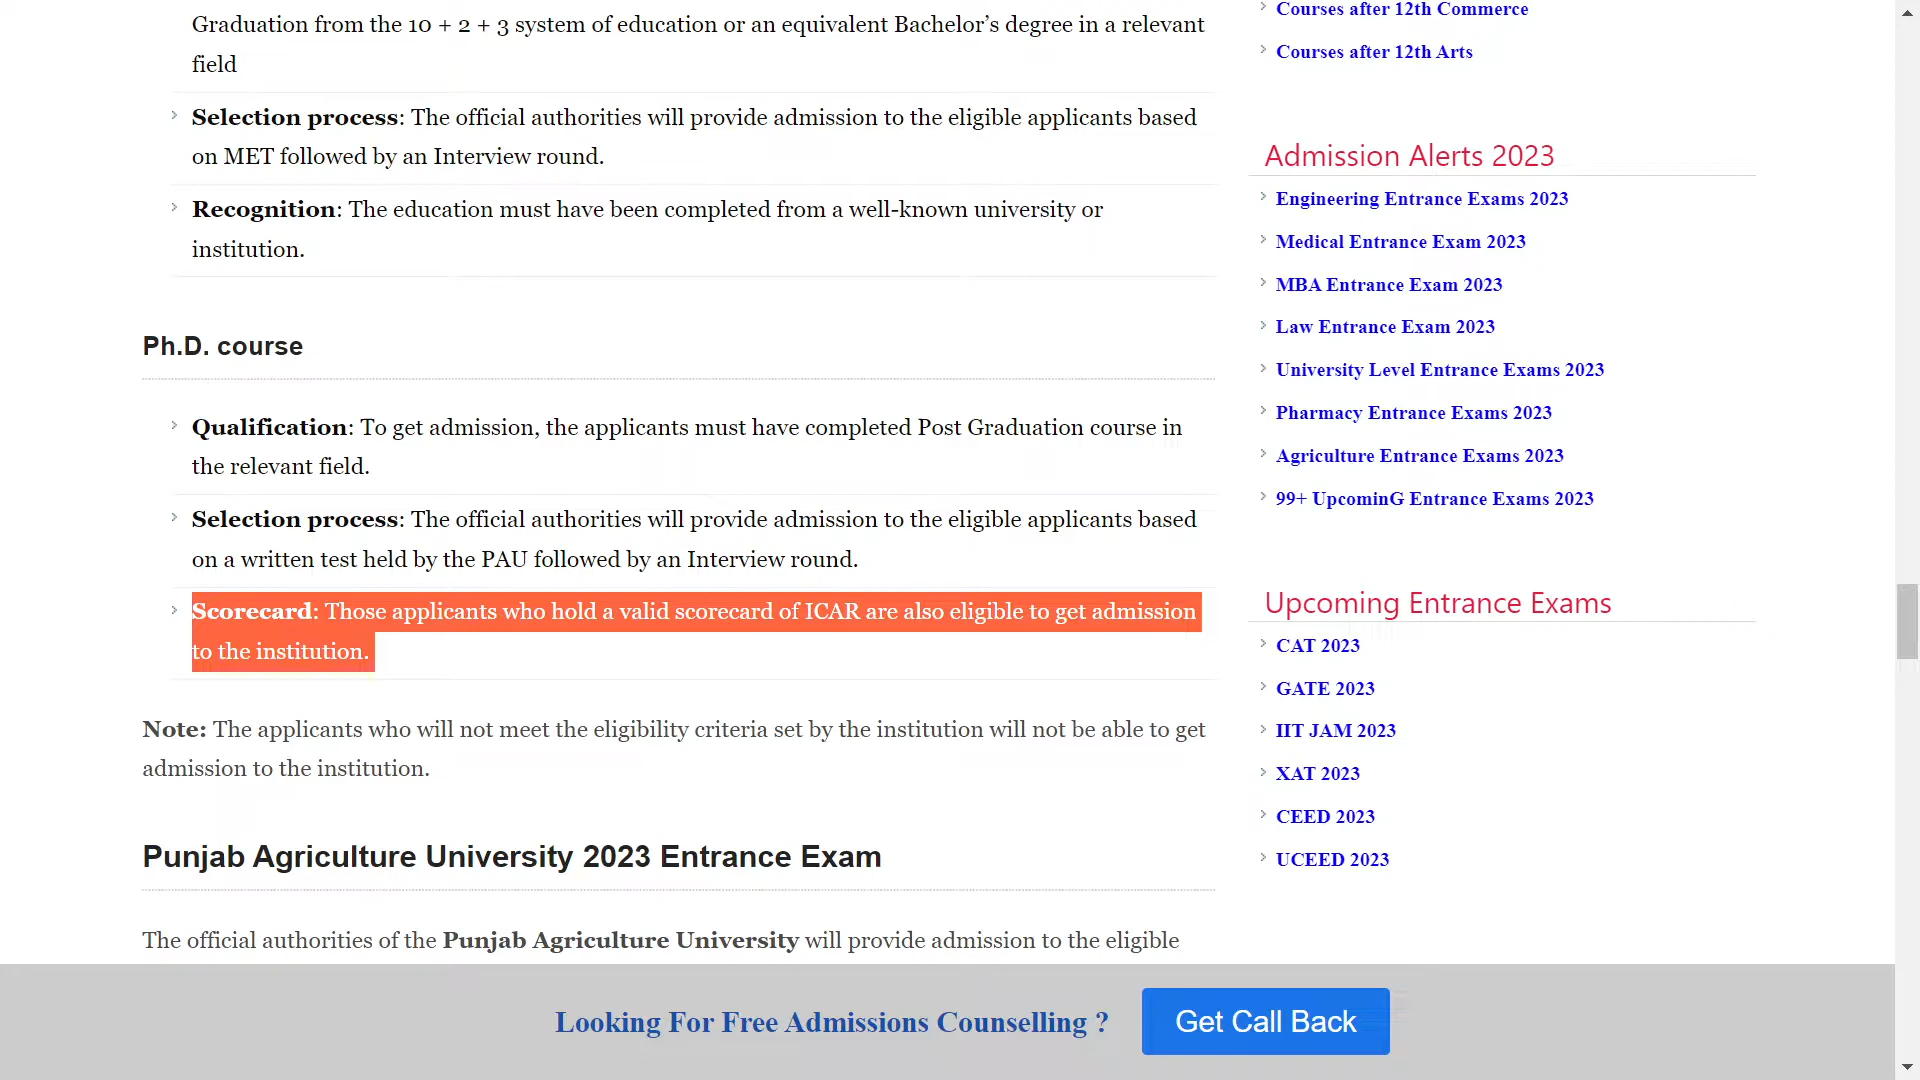 Graduation from the 10 + 2 + 3 system of education or an equivalent Bachelor’s degree in a relevant
field
Selection process: The official authorities will provide admission to the eligible applicants based
on MET followed by an Interview round.
Recognition: The education must have been completed from a well-known university or
institution.
Ph.D. course
Qualification: To get admission, the applicants must have completed Post Graduation course in
the relevant field.
Selection process: The official authorities will provide admission to the eligible applicants based
on a written test held by the PAU followed by an Interview round.
Scorecard: Those applicants who hold a valid scorecard of ICAR are also eligible to get admission
to the institution.
Note: The applicants who will not meet the eligibility criteria set by the institution will not be able to get
admission to the institution.
Punjab Agriculture University 2023 Entrance Exam
The official authorities of the Punjab Agriculture University will provide admission to the eligible
Courses after 12th Commerce
Courses after 12th Arts
Admission Alerts 2023
Engineering Entrance Exams 2023
Medical Entrance Exam 2023
MBA Entrance Exam 2023
Law Entrance Exam 2023
University Level Entrance Exams 2023
Pharmacy Entrance Exams 2023
Agriculture Entrance Exams 2023
99+ UpcominG Entrance Exams 2023
Upcoming Entrance Exams
CAT 2023
GATE 2023
IIT JAM 2023
XAT 2023
CEED 2023
UCEED 2023
Looking For Free Admissions Counselling ?
Get Call Back